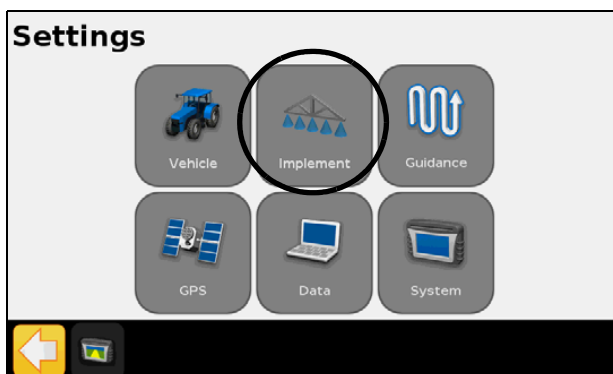 Settings
Vehicle
Implement
Guidance
GPS
Data
System